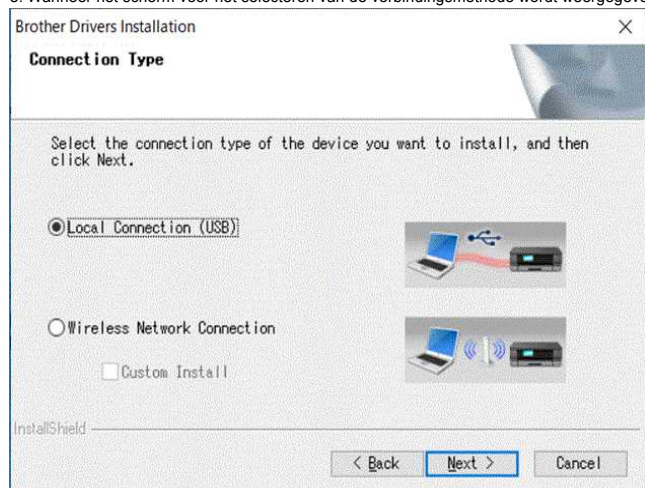 Brother Drivers Installation
Connection Type
Select the connection type of the device you want to install, and then
click Next.
Local Connection (USB)
Wireless Network Connection
Custom Install
InstallShield
< Back Next > Cancel